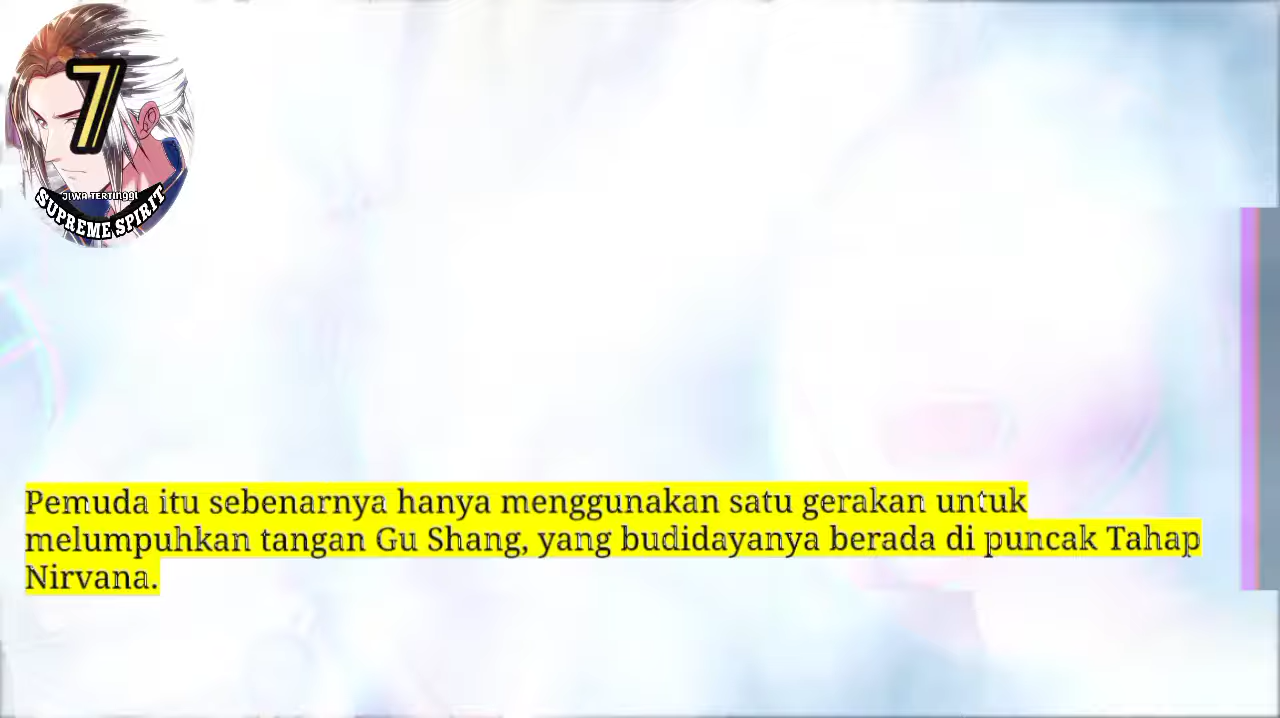 7
JIWA TERTINGGI
SUPREME SPIRIT
Pemuda itu sebenarnya hanya menggunakan satu gerakan untuk
melumpuhkan tangan Gu Shang, yang budidayanya berada di puncak Tahap
Nirvana.